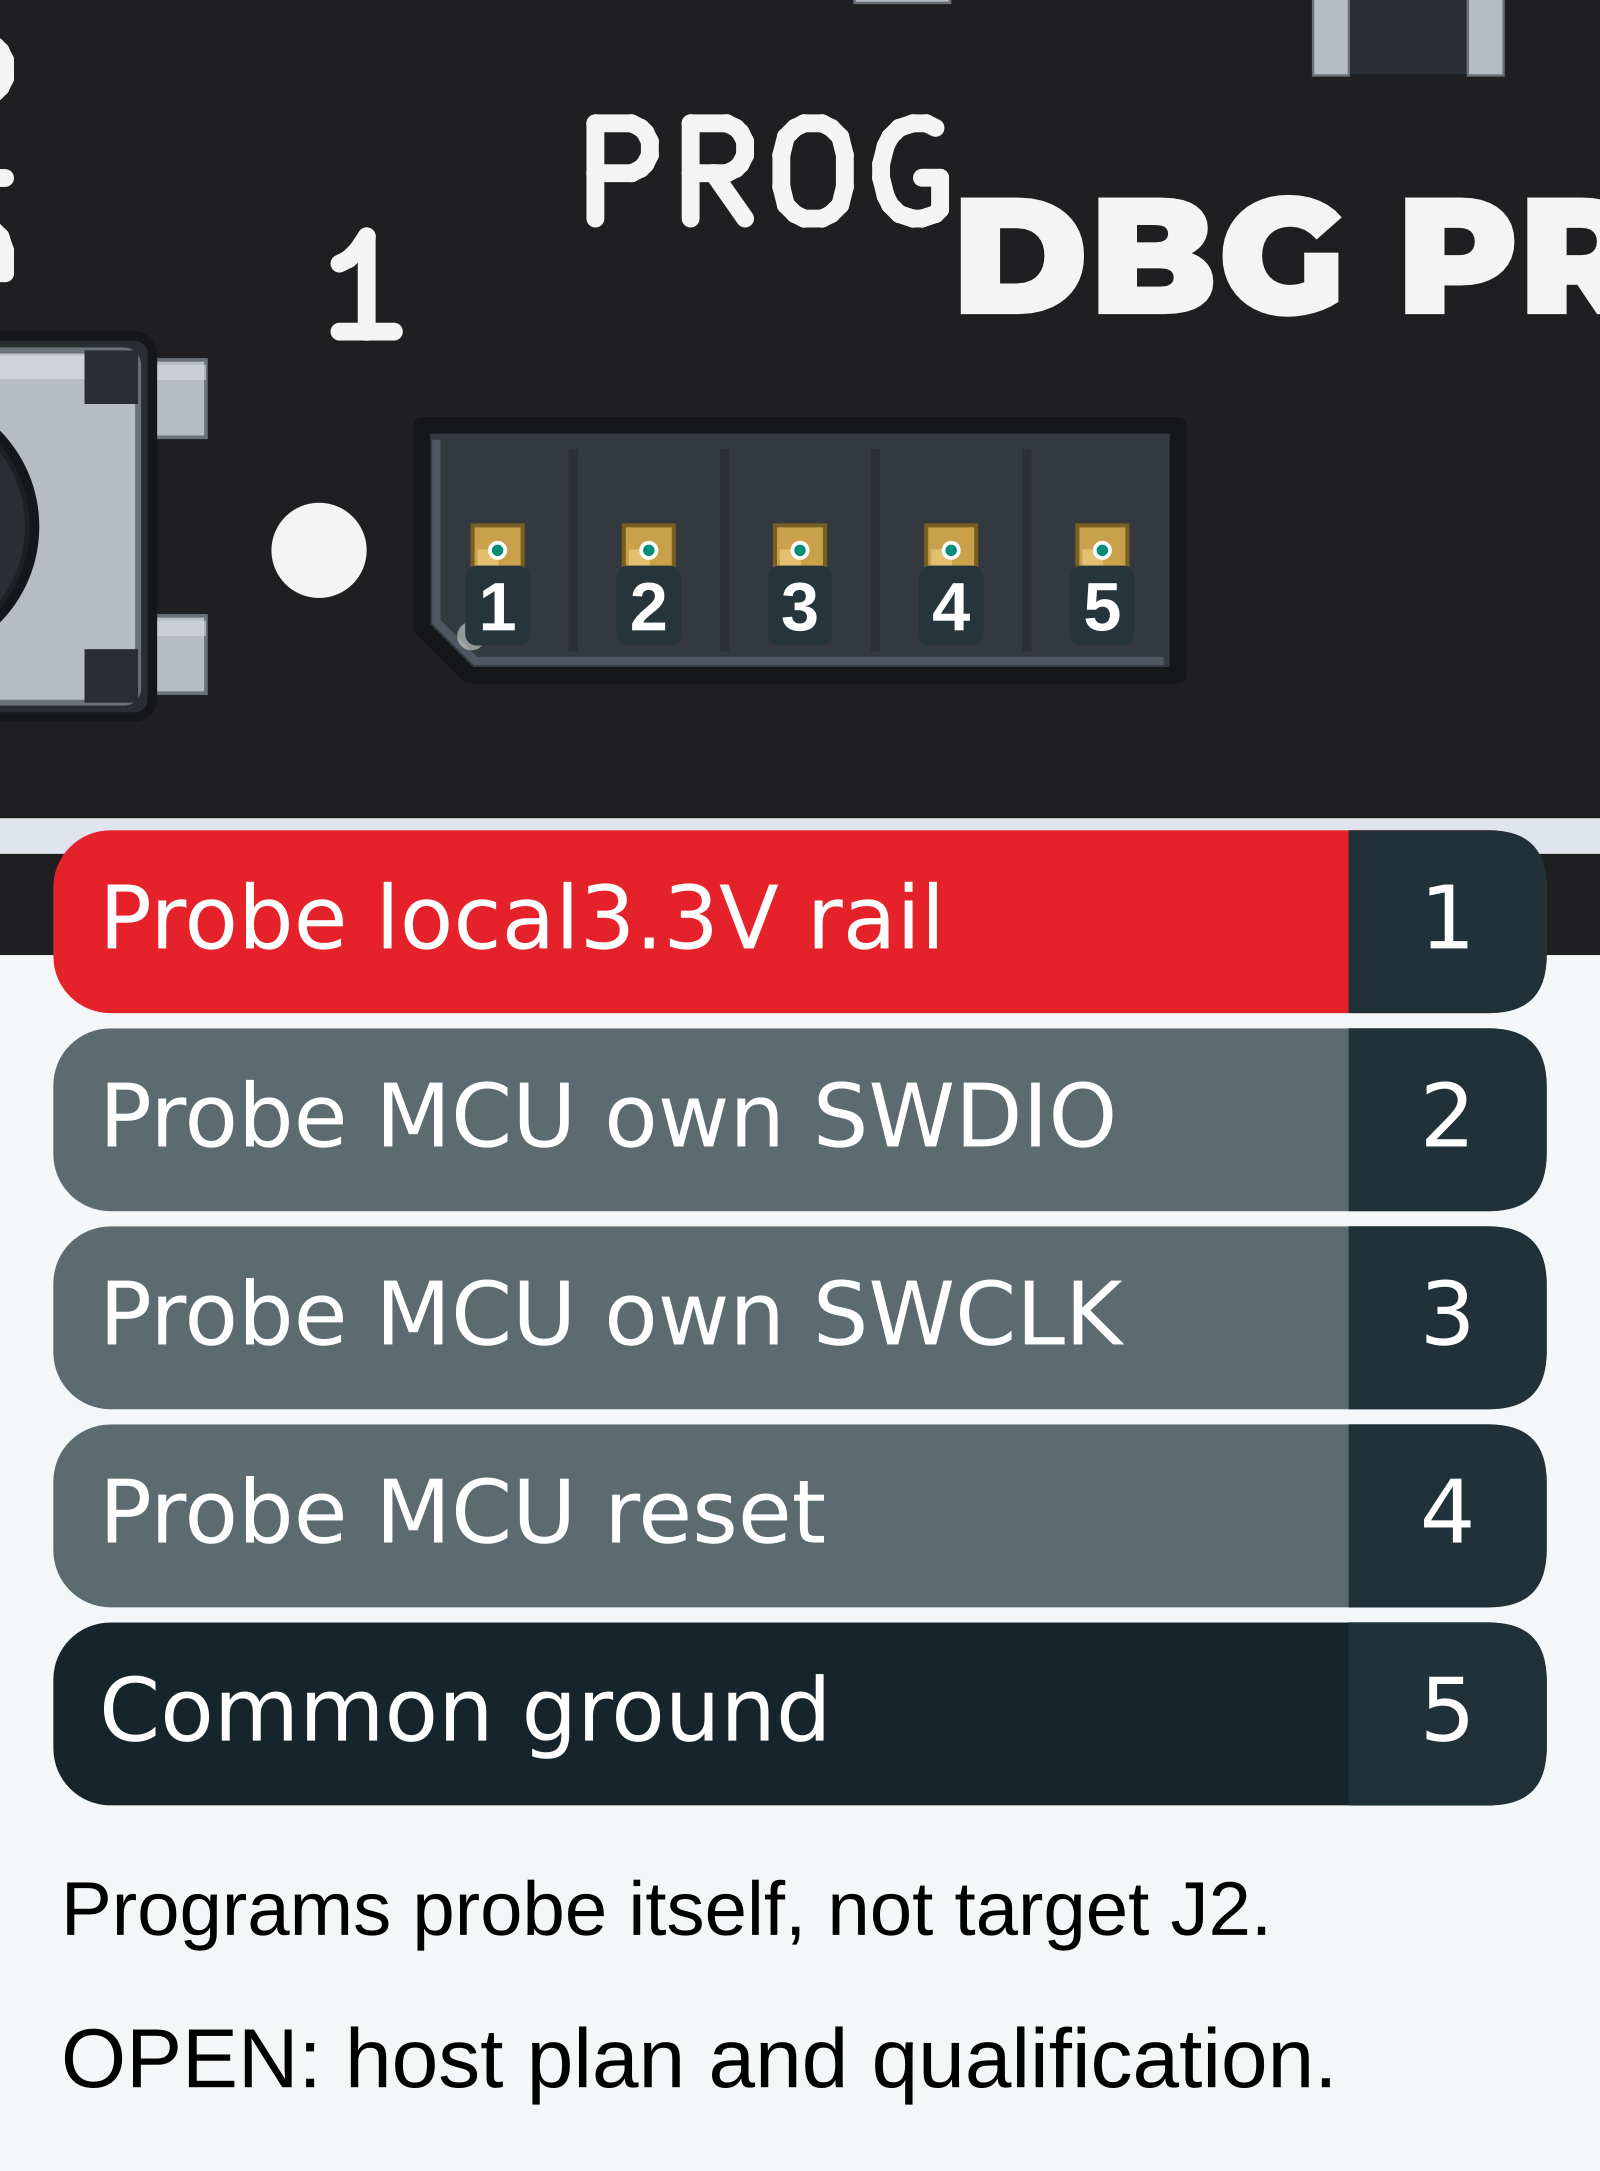 PROG
DBG PR
1
1 2 3 4 5
Probe local3.3V rail 1
Probe MCU own SWDIO 2
Probe MCU own SWCLK 3
Probe MCU reset 4
Common ground 5
Programs probe itself, not target J2.
OPEN: host plan and qualification.